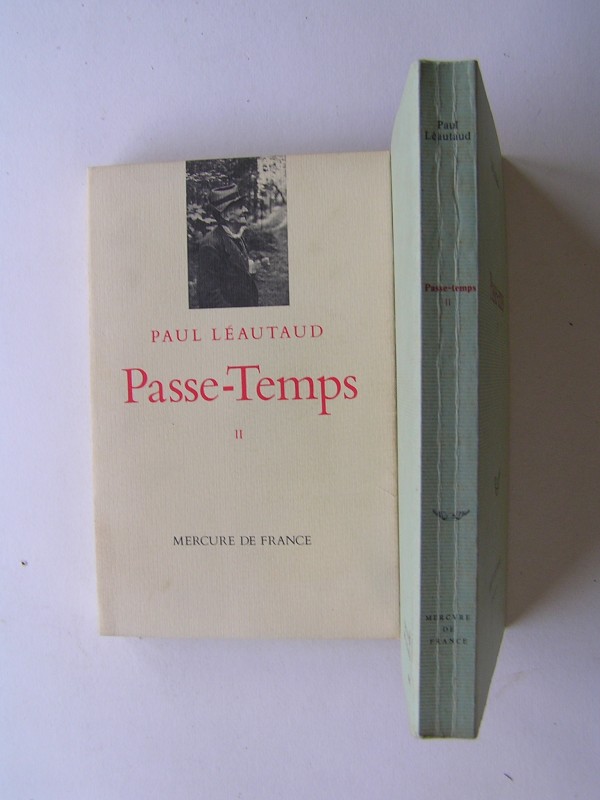 PAUL LÉAUTAUD
Passe-Temps
II
MERCURE DE FRANCE
Paul
Léautaud
Passe-temps
II
MERCVRE
DE
FRANCE